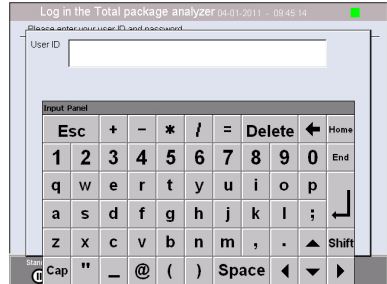 Log in the Total package analyzer 04-01-2011 - 09:45:14
Please enter your user ID and password
User ID
Input Panel
Esc + - * / = Delete 🡸 Home
1 2 3 4 5 6 7 8 9 0 End
q w e r t y u i o p
a s d f g h j k l ;
z x c v b n m , . ▲ Shift
Stand
Cap " _ @ ( ) Space ◀ ▼ ▶